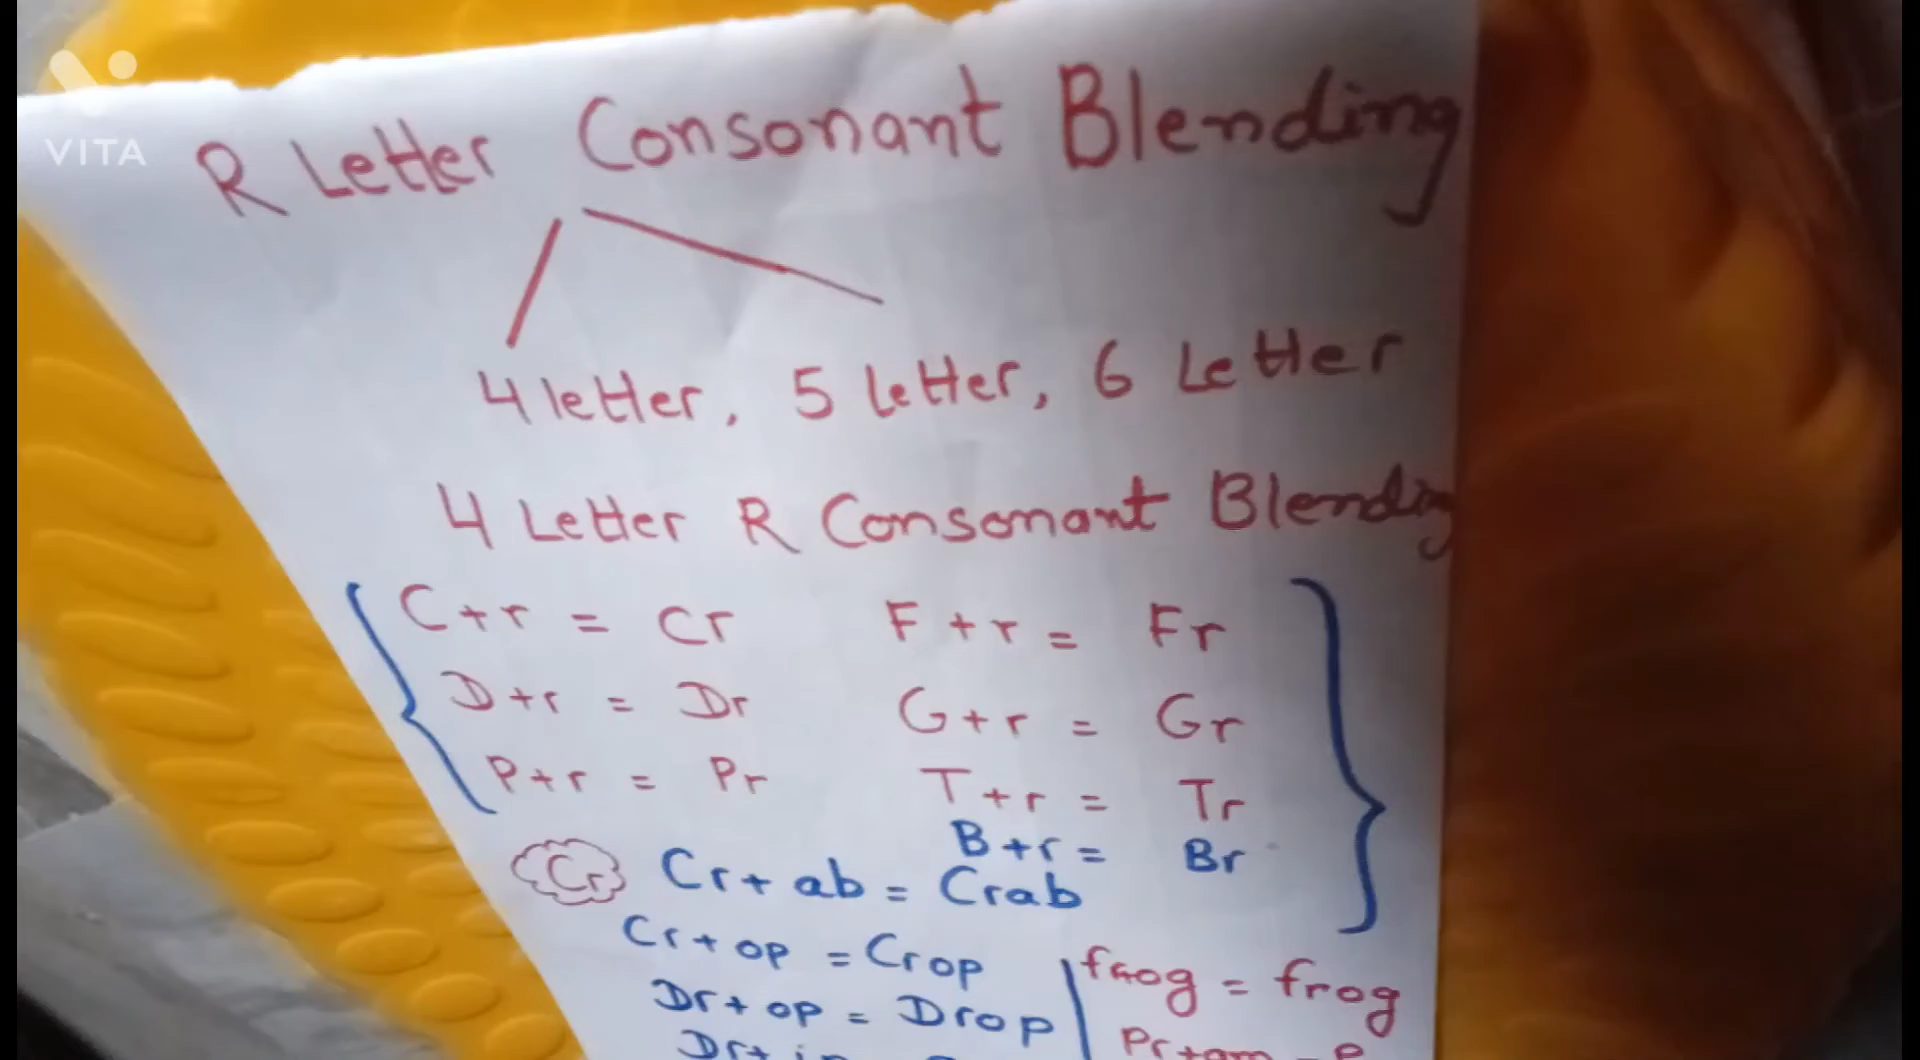 VITA
R Letter Consonant Blending
4 letter, 5 letter, 6 Letter
4 Letter R Consonant Blending
C+r = Cr F+r = Fr
D+r = Dr G+r = Gr
P+r = Pr T+r = Tr
B+r = Br
Cr Cr+ab = Crab
Cr+op = Crop
frog = frog
Dr+op = Drop